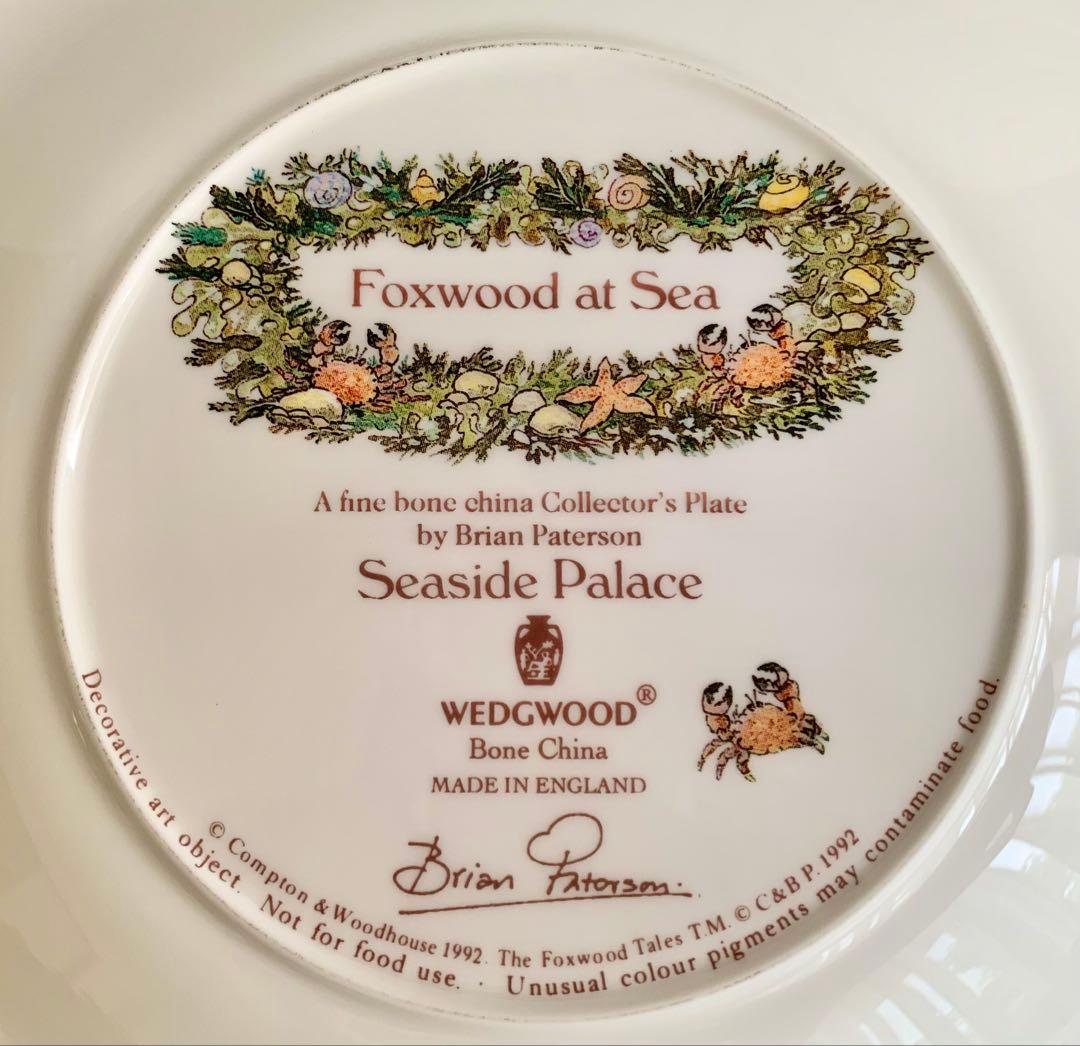 Foxwood at Sea
A fine bone china Collector's Plate
by Brian Paterson
Seaside Palace
WEDGWOOD®
Bone China
MADE IN ENGLAND
Brian Paterson.
© Compton & Woodhouse 1992. The Foxwood Tales T.M. © C&B P. 1992
Decorative art object. Not for food use. · Unusual colour pigments may contaminate food.